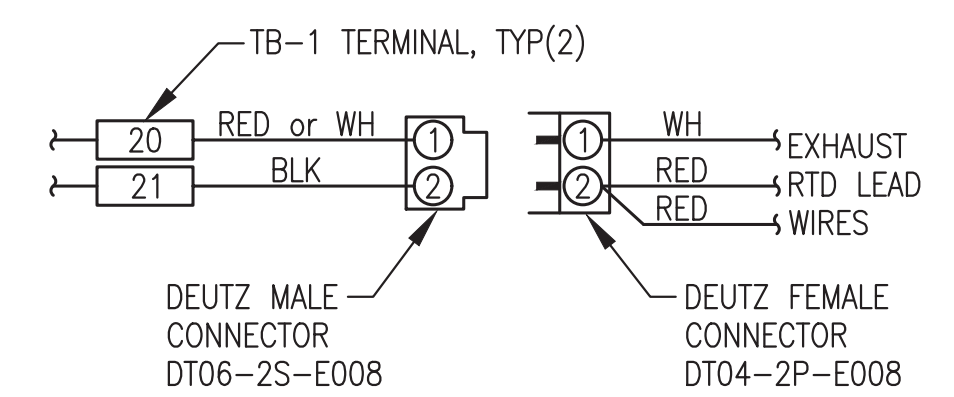 TB-1 TERMINAL, TYP(2)
20 RED or WH 1
21 BLK 2
1 WH EXHAUST
2 RED RTD LEAD
RED WIRES
DEUTZ MALE
CONNECTOR
DT06-2S-E008
DEUTZ FEMALE
CONNECTOR
DT04-2P-E008